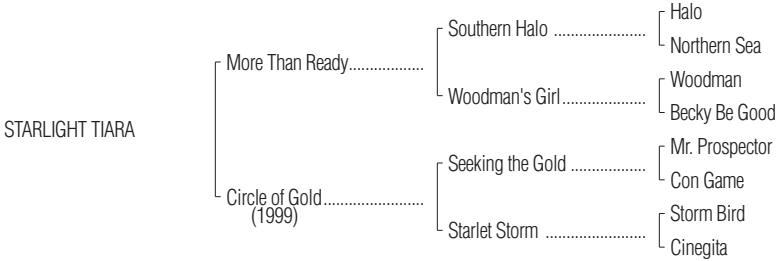 Halo
Southern Halo ......................
Northern Sea
More Than Ready..................
Woodman
Woodman's Girl....................
Becky Be Good
STARLIGHT TIARA
Mr. Prospector
Seeking the Gold ..................
Con Game
Circle of Gold........................
(1999)
Storm Bird
Starlet Storm ........................
Cinegita